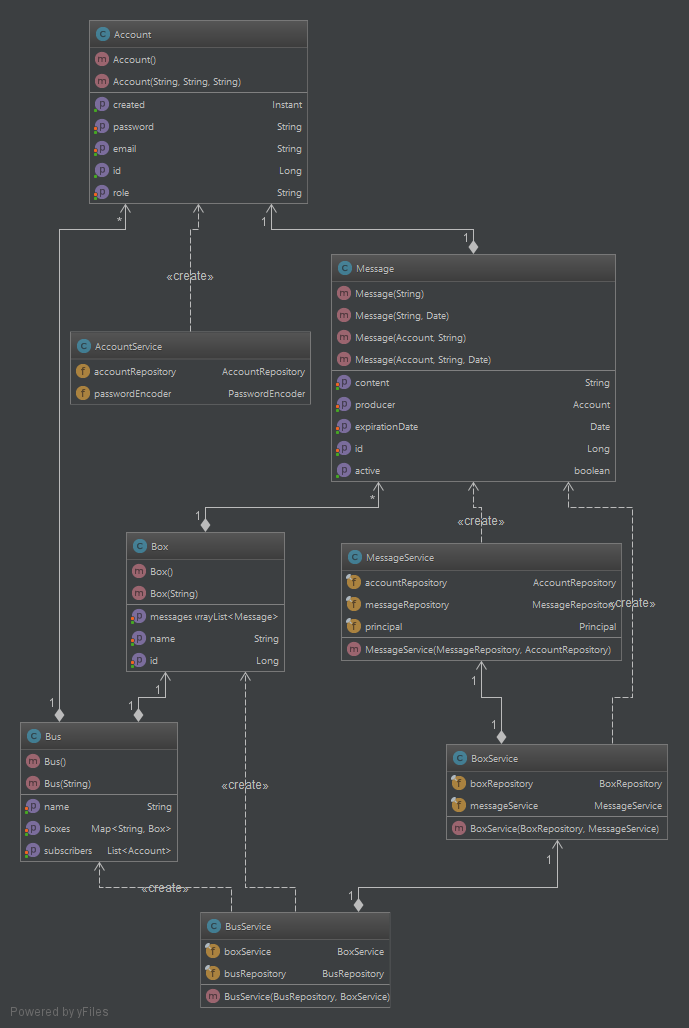 Account
Account()
Account(String, String, String)
created Instant
password String
email String
id Long
role String
* 1 1
«create»
Message
Message(String)
Message(String, Date)
Message(Account, String)
Message(Account, String, Date)
content String
producer Account
expirationDate Date
id Long
active boolean
AccountService
accountRepository AccountRepository
passwordEncoder PasswordEncoder
*
1
«create»
Box
Box()
Box(String)
messages \rrayList<Message>
name String
id Long
MessageService
accountRepository AccountRepository
messageRepository MessageRepository
«create»
principal Principal
MessageService(MessageRepository, AccountRepository)
1 1
1 1
1
Bus
Bus()
Bus(String)
name String
boxes Map<String, Box>
subscribers List<Account>
BoxService
boxRepository BoxRepository
messageService MessageService
BoxService(BoxRepository, MessageService)
«create»
1
«create»
1
BusService
boxService BoxService
busRepository BusRepository
BusService(BusRepository, BoxService)
Powered by yFiles